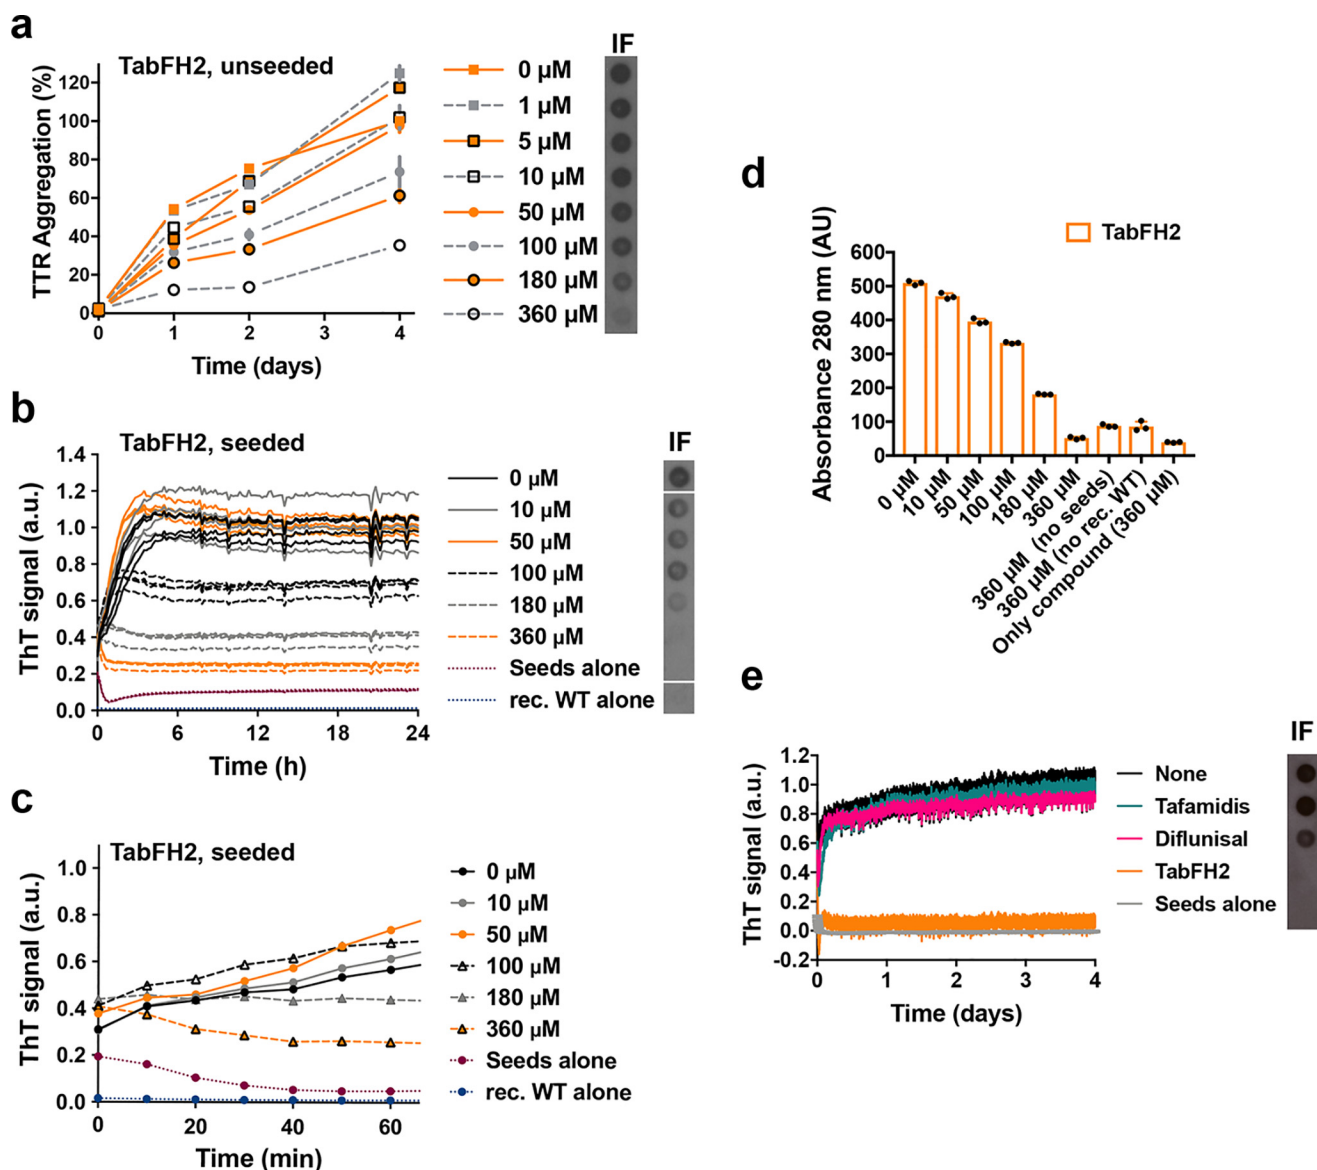 a
TabFH2, unseeded
IF
TTR Aggregation (%)
120
100
80
60
40
20
0
0
1
2
3
4
Time (days)
0 µM
1 µM
5 µM
10 µM
50 µM
100 µM
180 µM
360 µM
b
TabFH2, seeded
IF
ThT signal (a.u.)
1.4
1.2
1.0
0.8
0.6
0.4
0.2
0.0
0
6
12
18
24
Time (h)
0 µM
10 µM
50 µM
100 µM
180 µM
360 µM
Seeds alone
rec. WT alone
c
TabFH2, seeded
ThT signal (a.u.)
1.0
0.8
0.6
0.4
0.2
0.0
0
20
40
60
Time (min)
0 µM
10 µM
50 µM
100 µM
180 µM
360 µM
Seeds alone
rec. WT alone
d
TabFH2
Absorbance 280 nm (AU)
600
500
400
300
200
100
0
0 µM
10 µM
50 µM
100 µM
180 µM
360 µM
360 µM (no seeds)
360 µM (no rec. WT)
Only compound (360 µM)
e
IF
ThT signal (a.u.)
1.2
1.0
0.8
0.6
0.4
0.2
0.0
-0.2
0
1
2
3
4
Time (days)
None
Tafamidis
Diflunisal
TabFH2
Seeds alone